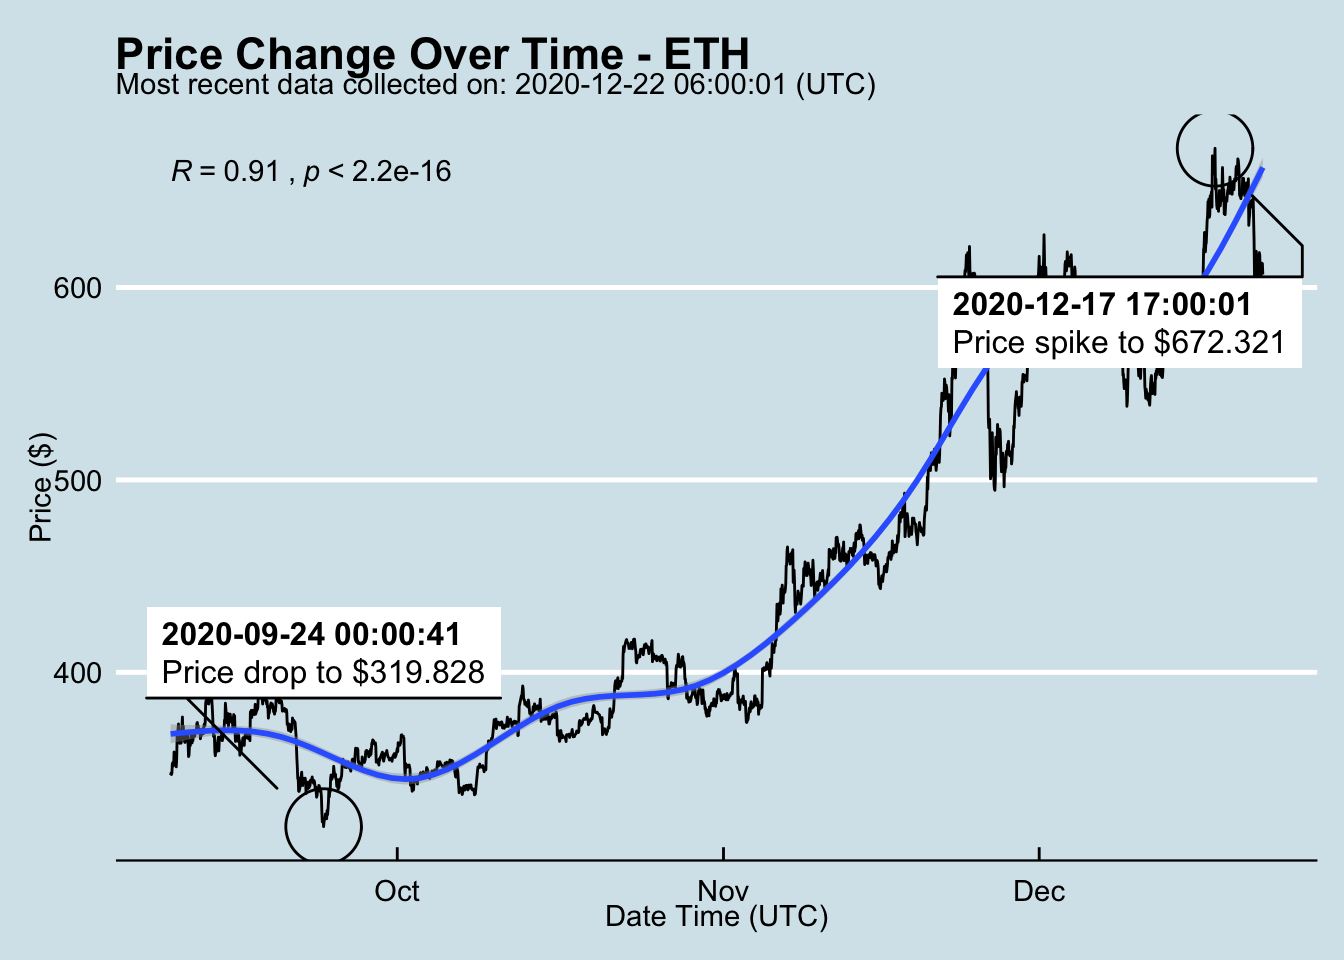 Price Change Over Time - ETH
Most recent data collected on: 2020-12-22 06:00:01 (UTC)
R = 0.91 , p < 2.2e-16
600
2020-12-17 17:00:01
Price spike to $672.321
500
Price ($)
2020-09-24 00:00:41
Price drop to $319.828
400
Oct
Nov
Dec
Date Time (UTC)